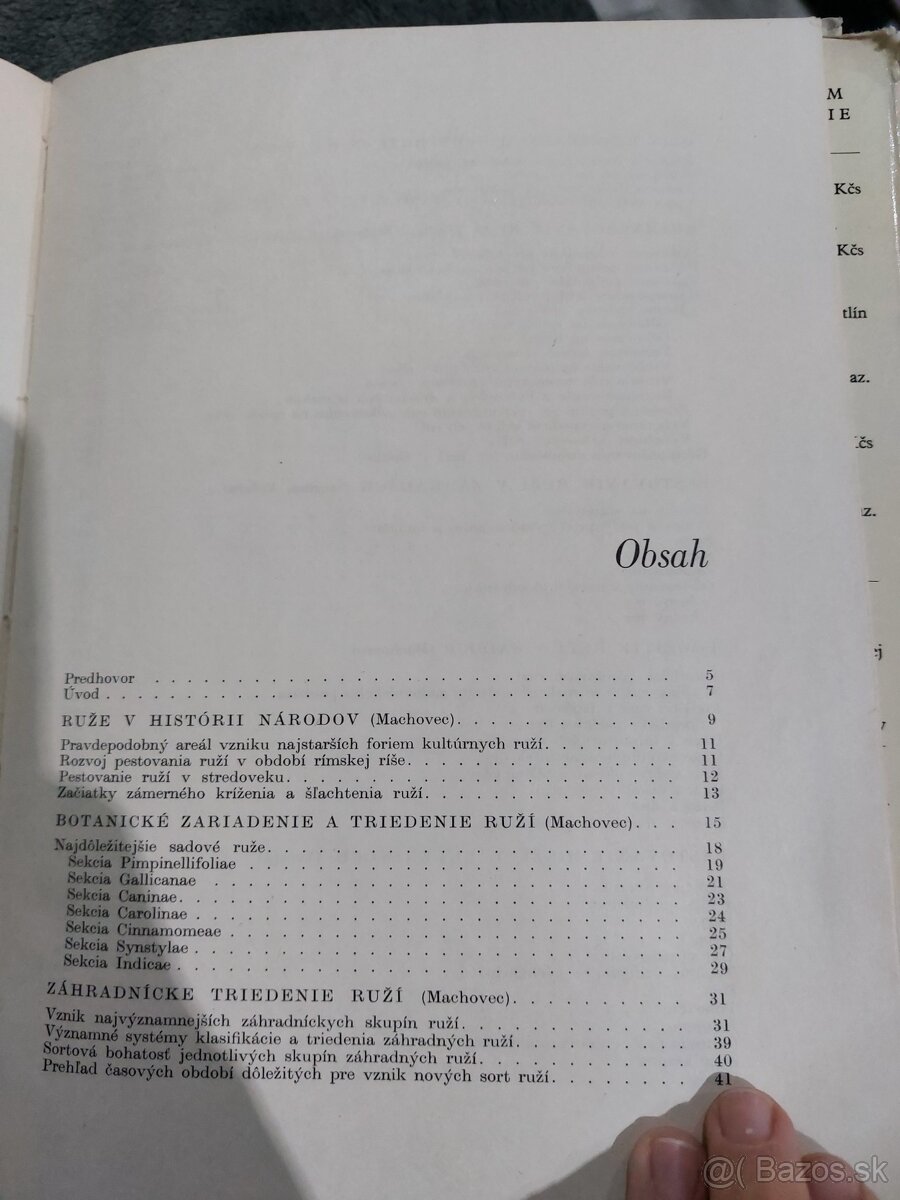 Obsah
Predhovor . . . . . . . . . . . . . . . . . . . . . . . . . . . . . . 5
Úvod . . . . . . . . . . . . . . . . . . . . . . . . . . . . . . . . 7
RUŽE V HISTÓRII NÁRODOV (Machovec) . . . . . . . . . . . . 9
Pravdepodobný areál vzniku najstarších foriem kultúrnych ruží . . . . . . . . 11
Rozvoj pestovania ruží v období rímskej ríše . . . . . . . . . . . . . . . 11
Pestovanie ruží v stredoveku . . . . . . . . . . . . . . . . . . . . . . 12
Začiatky zámerného kríženia a šľachtenia ruží . . . . . . . . . . . . . . 13
BOTANICKÉ ZARIADENIE A TRIEDENIE RUŽÍ (Machovec) . . . 15
Najdôležitejšie sadové ruže . . . . . . . . . . . . . . . . . . . . . . . 18
Sekcia Pimpinellifoliae . . . . . . . . . . . . . . . . . . . . . . . . 19
Sekcia Gallicanae . . . . . . . . . . . . . . . . . . . . . . . . . . 21
Sekcia Caninae . . . . . . . . . . . . . . . . . . . . . . . . . . . 23
Sekcia Carolinae . . . . . . . . . . . . . . . . . . . . . . . . . . 24
Sekcia Cinnamomeae . . . . . . . . . . . . . . . . . . . . . . . . 25
Sekcia Synstylae . . . . . . . . . . . . . . . . . . . . . . . . . . 27
Sekcia Indicae . . . . . . . . . . . . . . . . . . . . . . . . . . . 29
ZÁHRADNÍCKE TRIEDENIE RUŽÍ (Machovec) . . . . . . . . . . 31
Vznik najvýznamnejších záhradníckych skupín ruží . . . . . . . . . . . . 31
Významné systémy klasifikácie a triedenia záhradných ruží . . . . . . . . . 39
Sortová bohatosť jednotlivých skupín záhradných ruží . . . . . . . . . . . 40
Prehľad časových období dôležitých pre vznik nových sort ruží . . . . . . . 41
M
IE
Kčs
Kčs
tlín
az.
čs
az.
ej
@( Bazos.sk